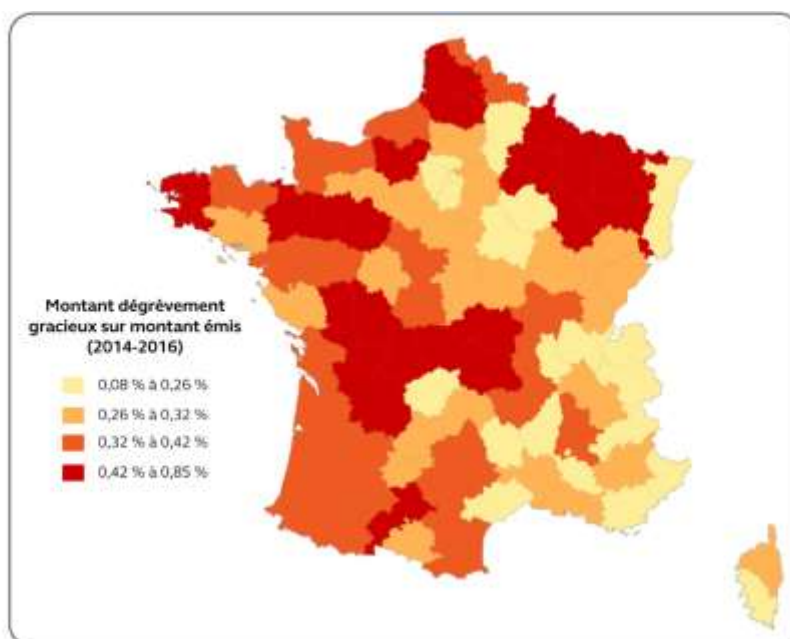 Montant dégrèvement
gracieux sur montant émis
(2014-2016)
0,08 % à 0,26 %
0,26 % à 0,32 %
0,32 % à 0,42 %
0,42 % à 0,85 %